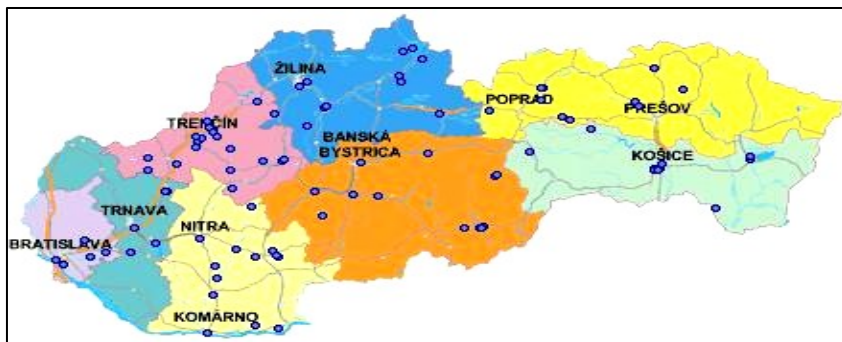 ŽILINA
POPRAD
PREŠOV
TRENČÍN
BANSKÁ
BYSTRICA
KOŠICE
TRNAVA
NITRA
BRATISLAVA
KOMÁRNO